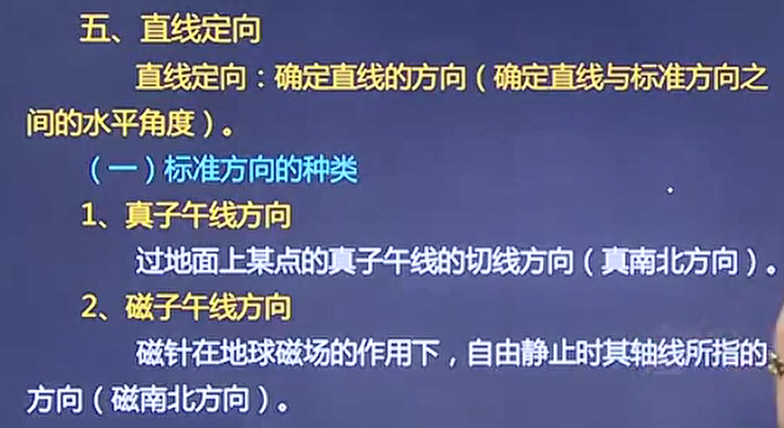 五、直线定向
直线定向：确定直线的方向（确定直线与标准方向之
间的水平角度）。
（一）标准方向的种类
1、真子午线方向
过地面上某点的真子午线的切线方向（真南北方向）。
2、磁子午线方向
磁针在地球磁场的作用下，自由静止时其轴线所指的
方向（磁南北方向）。